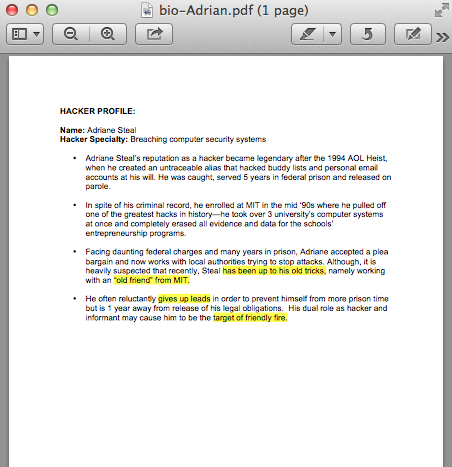 bio-Adrian.pdf (1 page)
HACKER PROFILE:
Name: Adriane Steal
Hacker Specialty: Breaching computer security systems
• Adriane Steal's reputation as a hacker became legendary after the 1994 AOL Heist,
when he created an untraceable alias that hacked buddy lists and personal email
accounts at his will. He was caught, served 5 years in federal prison and released on
parole.
• In spite of his criminal record, he enrolled at MIT in the mid '90s where he pulled off
one of the greatest hacks in history—he took over 3 university's computer systems
at once and completely erased all evidence and data for the schools'
entrepreneurship programs.
• Facing daunting federal charges and many years in prison, Adriane accepted a plea
bargain and now works with local authorities trying to stop attacks. Although, it is
heavily suspected that recently, Steal has been up to his old tricks, namely working
with an "old friend" from MIT.
• He often reluctantly gives up leads in order to prevent himself from more prison time
but is 1 year away from release of his legal obligations. His dual role as hacker and
informant may cause him to be the target of friendly fire.